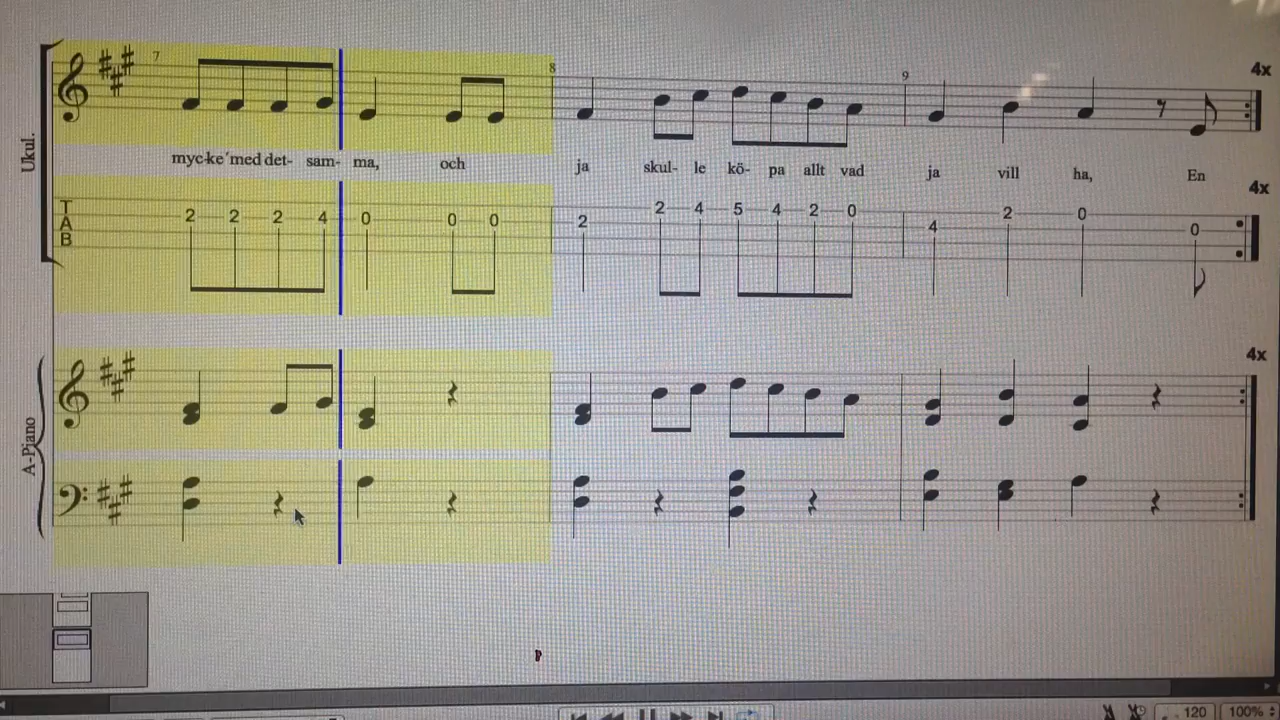 7 8 9 4x
Ukul.
myc-ke´med det- sam- ma, och ja skul- le kö- pa allt vad ja vill ha, En
4x
T
A
B
2 2 2 4 0 0 0 2 2 4 5 4 2 0 4 2 0 0
4x
A-Piano
120 100%